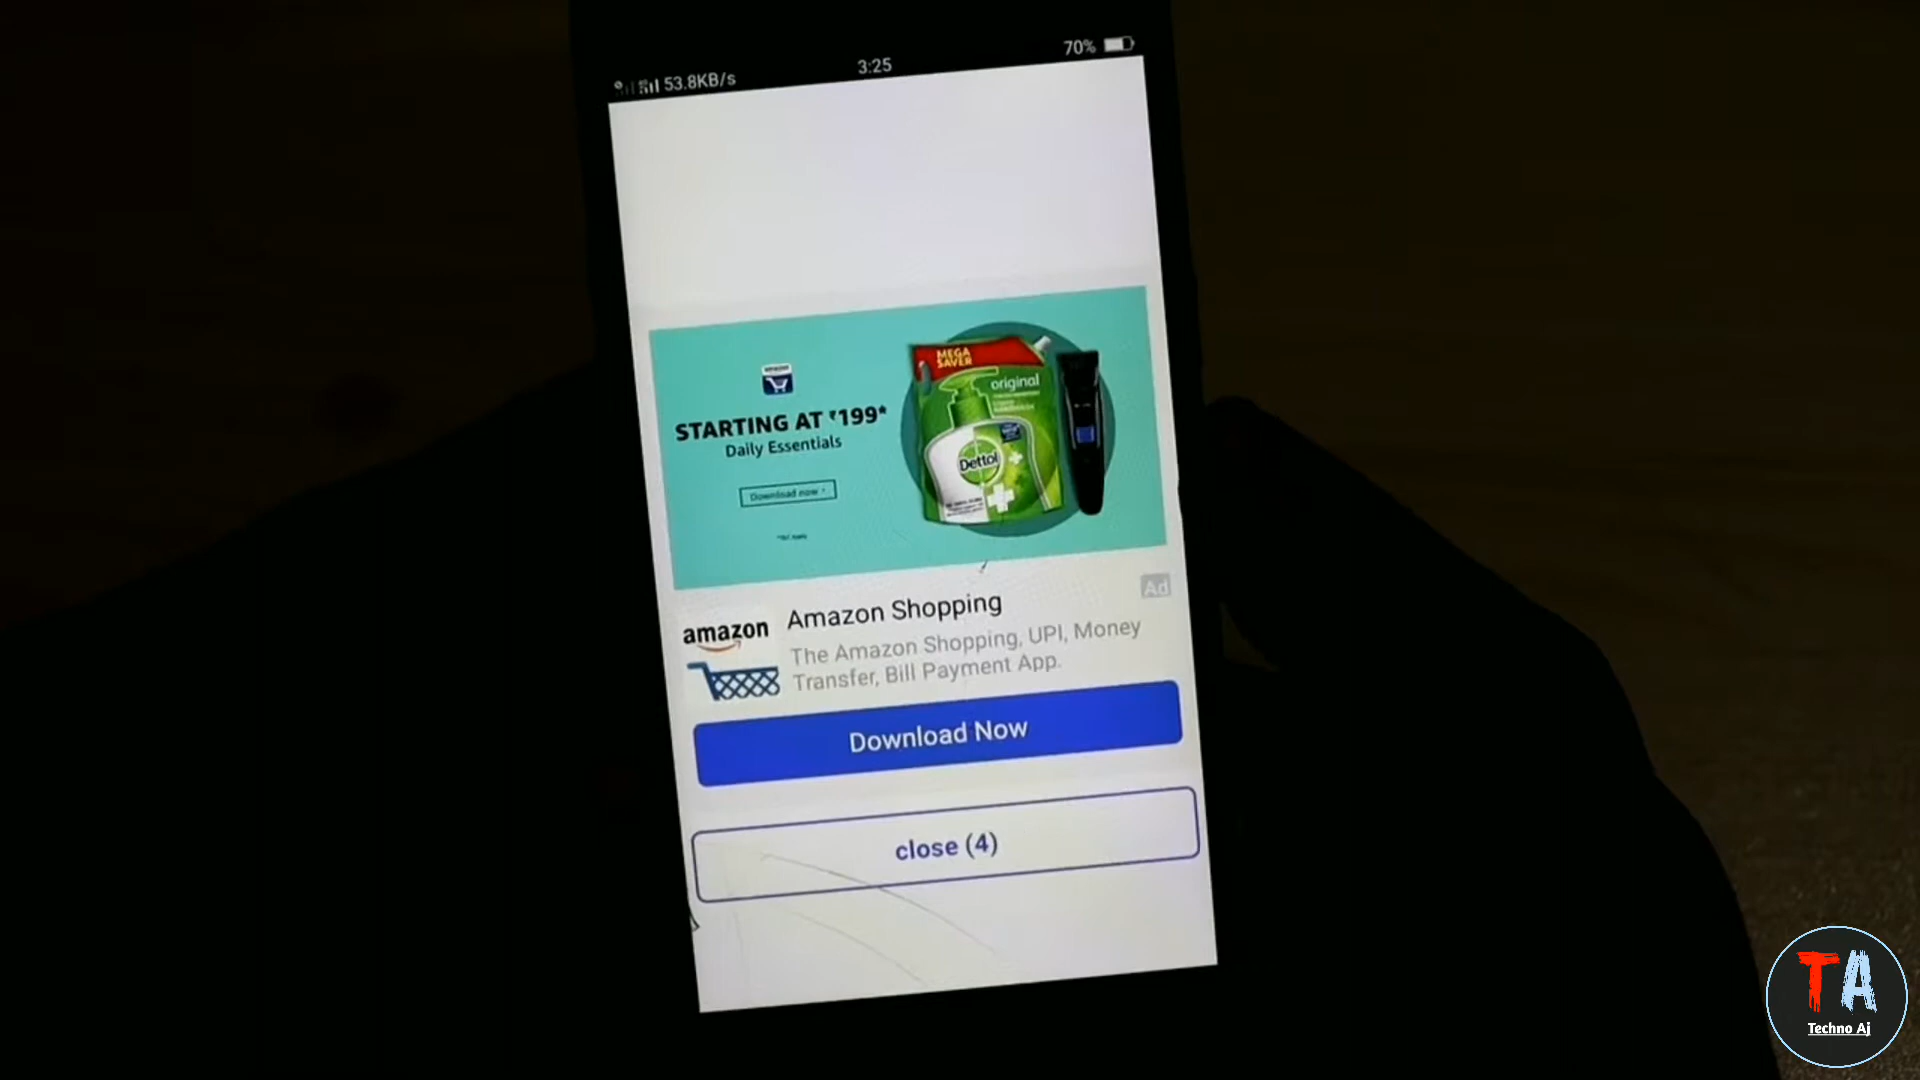 53.8KB/s
3:25
70%
amazon
STARTING AT ₹199*
Daily Essentials
Download now ›
MEGA
SAVER
original
Dettol
Ad
amazon
Amazon Shopping
The Amazon Shopping, UPI, Money
Transfer, Bill Payment App.
Download Now
close (4)
TA
Techno Aj